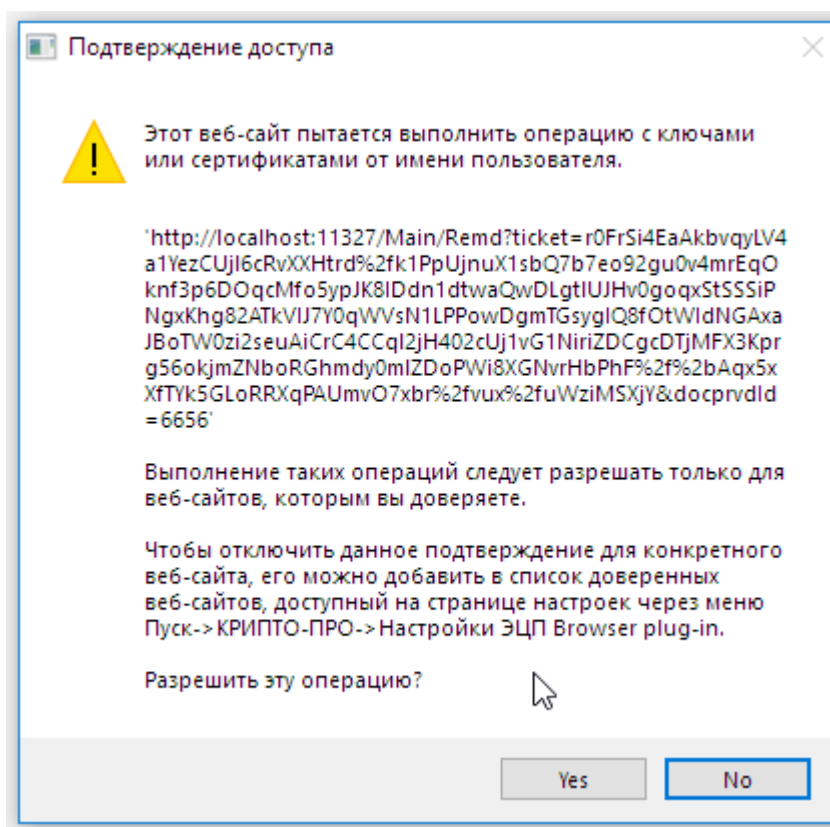 Подтверждение доступа
Этот веб-сайт пытается выполнить операцию с ключами
или сертификатами от имени пользователя.
'http://localhost:11327/Main/Remd?ticket=r0FrSi4EaAkbvqyLV4
a1YezCUjI6cRvXXHtrd%2fk1PpUjnuX1sbQ7b7eo92gu0v4mrEqO
knf3p6DOqcMfo5ypJK8IDdn1dtwaQwDLgtIUJHv0goqxStSSSiP
NgxKhg82ATkVIJ7Y0qWVsN1LPPowDgmTGsygIQ8fOtWIdNGAxa
JBoTW0zi2seuAiCrC4CCqI2jH402cUj1vG1NiriZDCgcDTjMFX3Kpr
g56okjmZNboRGhmdy0mIZDoPWi8XGNvrHbPhF%2f%2bAqx5x
XfTYk5GLoRRXqPAUmvO7xbr%2fvux%2fuWziMSXjY&docprvdId
=6656'
Выполнение таких операций следует разрешать только для
веб-сайтов, которым вы доверяете.
Чтобы отключить данное подтверждение для конкретного
веб-сайта, его можно добавить в список доверенных
веб-сайтов, доступный на странице настроек через меню
Пуск->КРИПТО-ПРО->Настройки ЭЦП Browser plug-in.
Разрешить эту операцию?
Yes
No